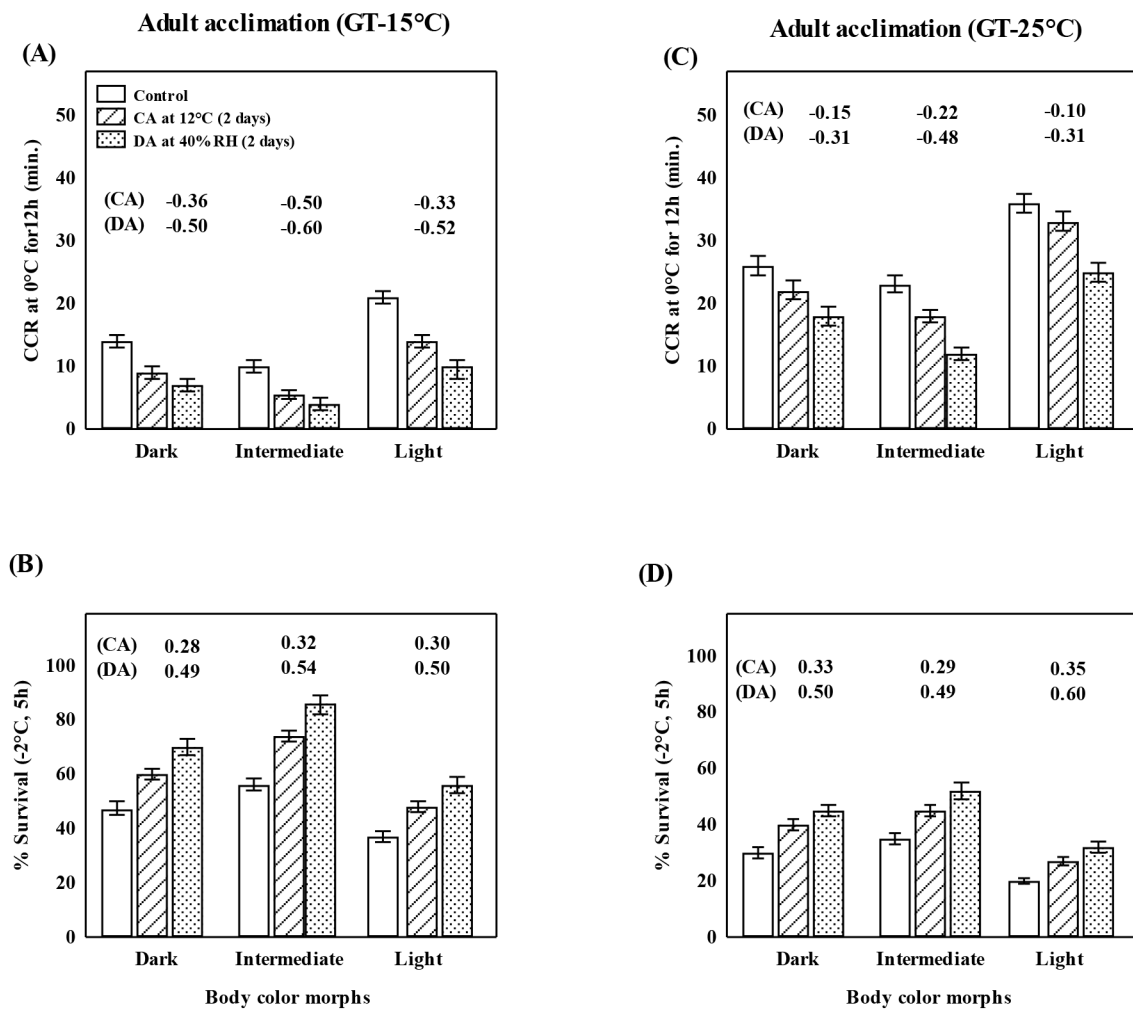 Adult acclimation (GT-15°C)
(A)
Control
CA at 12°C (2 days)
DA at 40%RH (2 days)
(CA) -0.36 -0.50 -0.33
(DA) -0.50 -0.60 -0.52
CCR at 0°C for12h (min.)
50
40
30
20
10
0
Dark Intermediate Light
Adult acclimation (GT-25°C)
(C)
(CA) -0.15 -0.22 -0.10
(DA) -0.31 -0.48 -0.31
CCR at 0°C for 12h (min.)
50
40
30
20
10
0
Dark Intermediate Light
(B)
(CA) 0.28 0.32 0.30
(DA) 0.49 0.54 0.50
% Survival (-2°C, 5h)
100
80
60
40
20
0
Dark Intermediate Light
Body color morphs
(D)
(CA) 0.33 0.29 0.35
(DA) 0.50 0.49 0.60
% Survival (-2°C, 5h)
100
80
60
40
20
0
Dark Intermediate Light
Body color morphs